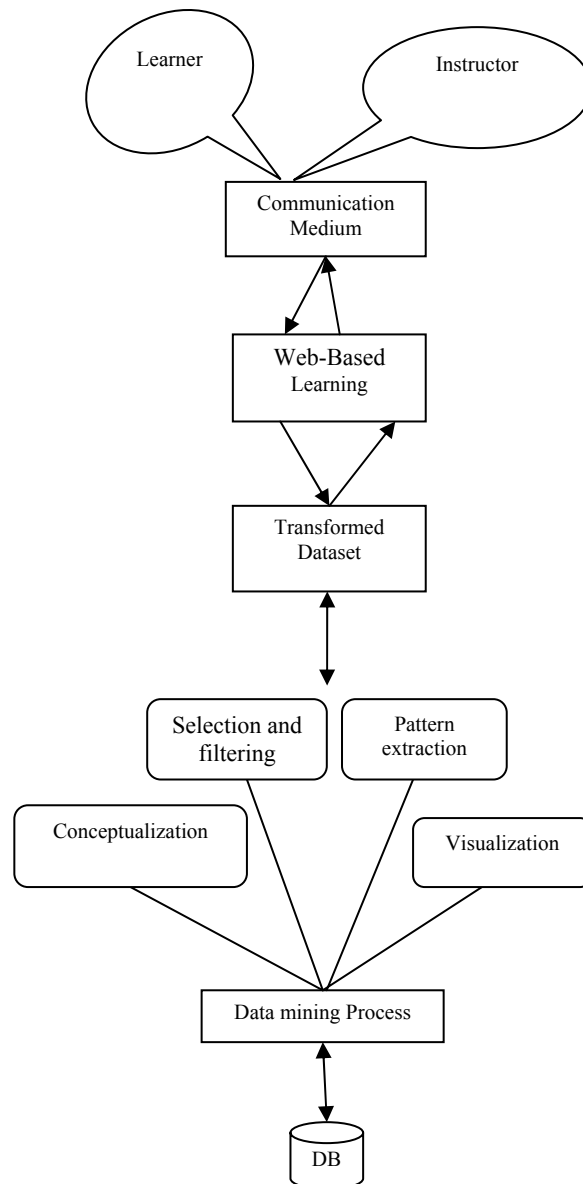 Learner
Instructor
Communication
Medium
Web-Based
Learning
Transformed
Dataset
Selection and
filtering
Pattern
extraction
Conceptualization
Visualization
Data mining Process
DB